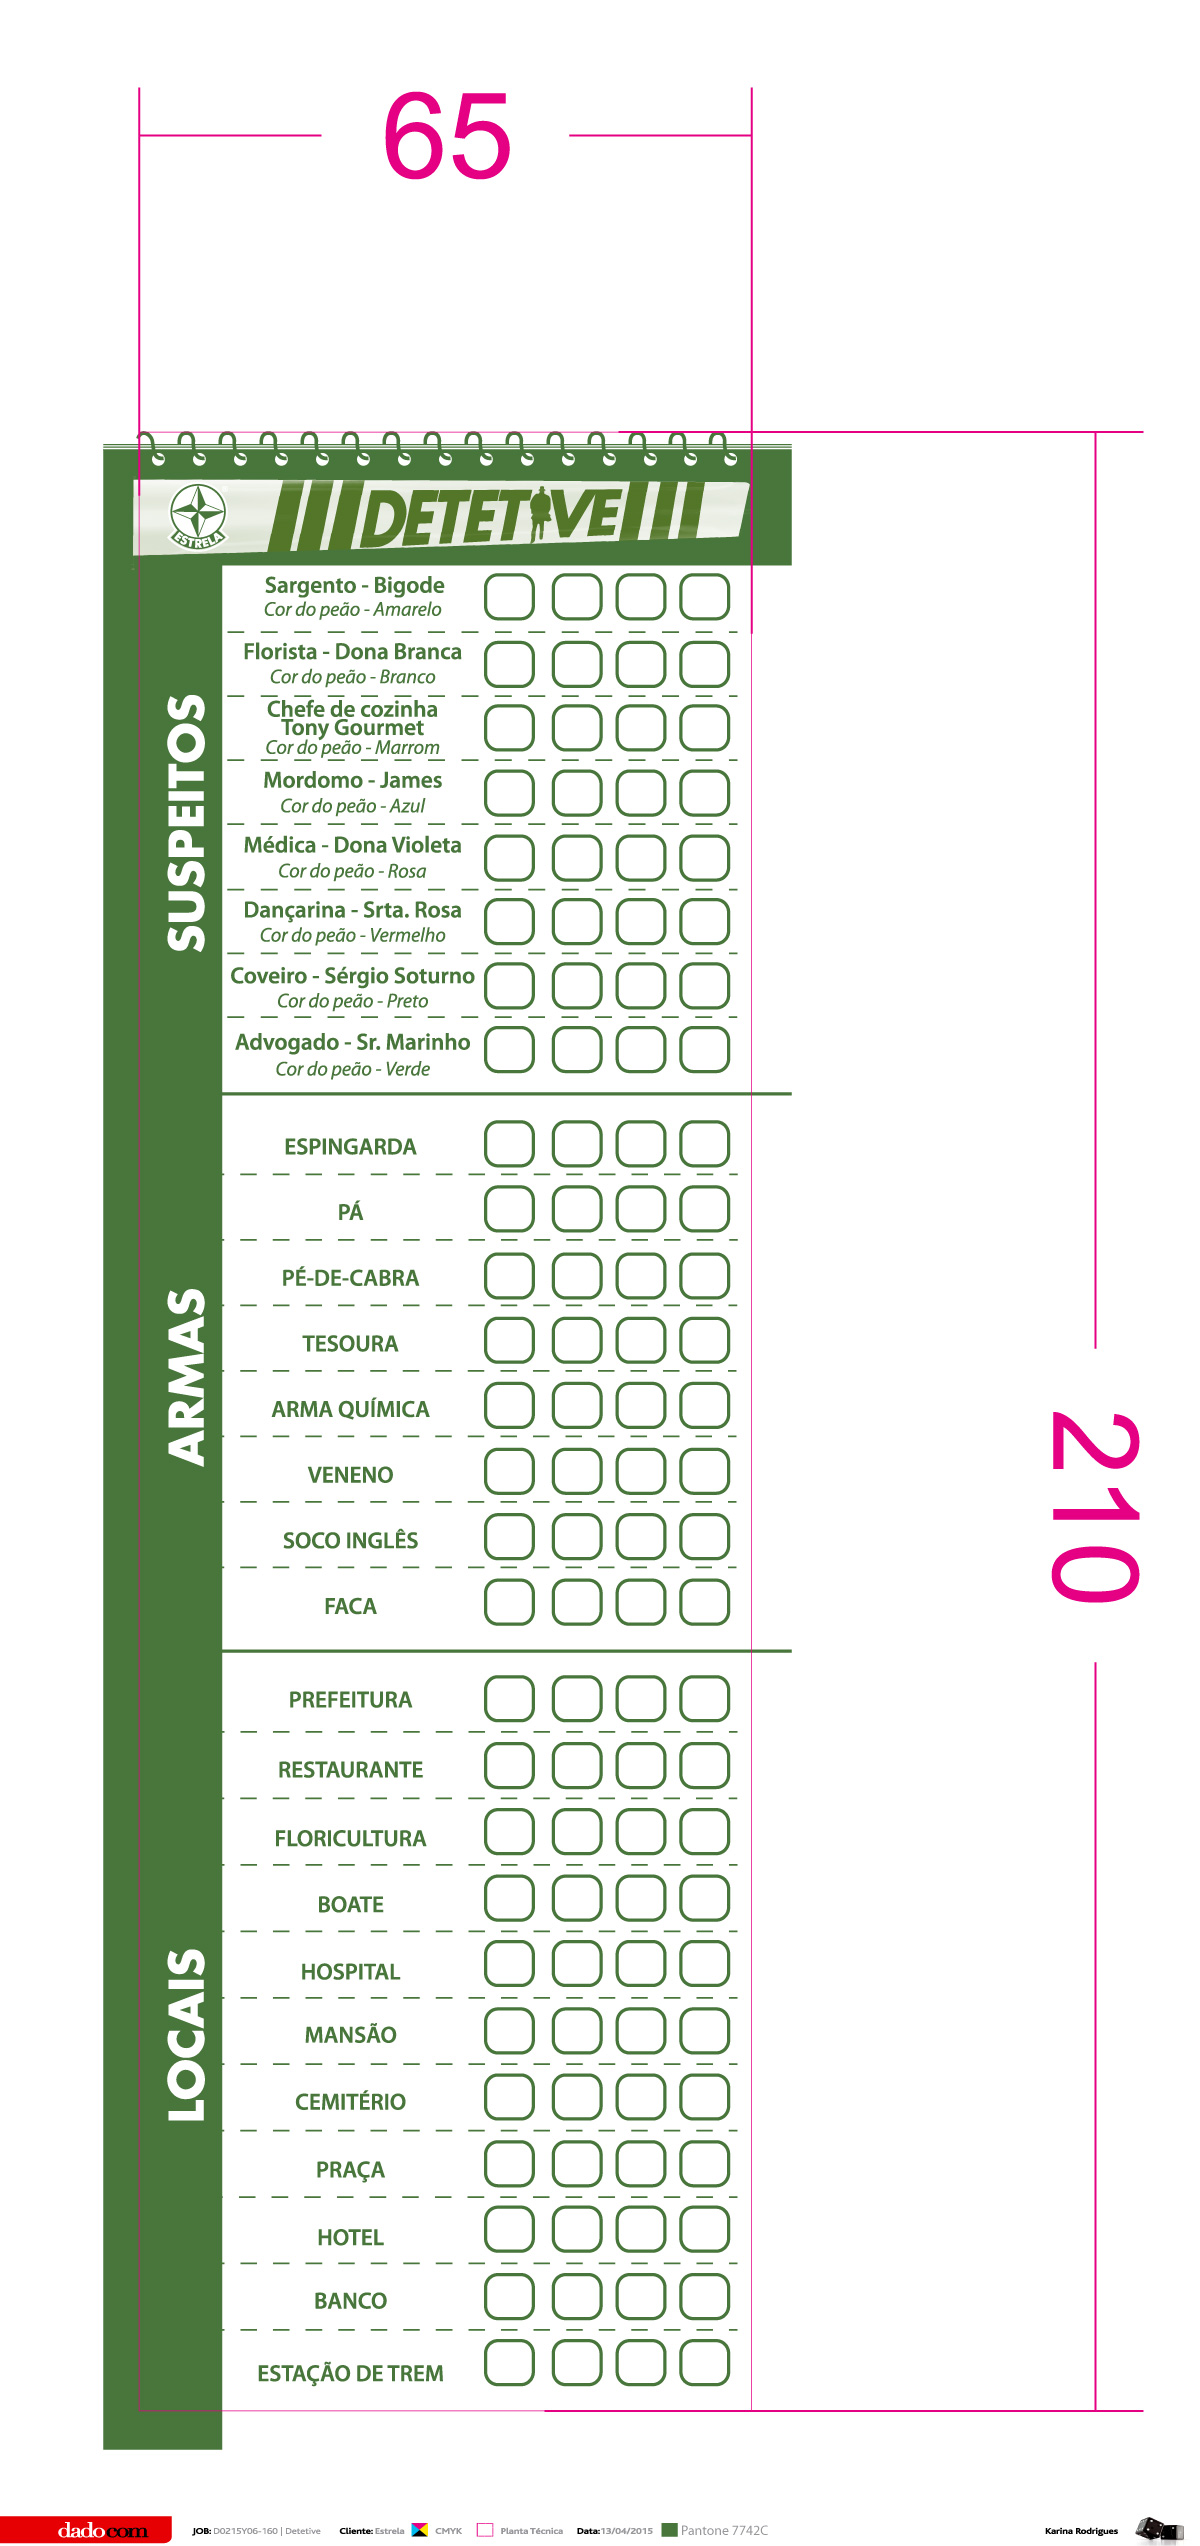 65
ESTRELA
DETETIVE
SUSPEITOS
Sargento - Bigode
Cor do peão - Amarelo
Florista - Dona Branca
Cor do peão - Branco
Chefe de cozinha
Tony Gourmet
Cor do peão - Marrom
Mordomo - James
Cor do peão - Azul
Médica - Dona Violeta
Cor do peão - Rosa
Dançarina - Srta. Rosa
Cor do peão - Vermelho
Coveiro - Sérgio Soturno
Cor do peão - Preto
Advogado - Sr. Marinho
Cor do peão - Verde
ARMAS
ESPINGARDA
PÁ
PÉ-DE-CABRA
TESOURA
ARMA QUÍMICA
VENENO
SOCO INGLÊS
FACA
210
LOCAIS
PREFEITURA
RESTAURANTE
FLORICULTURA
BOATE
HOSPITAL
MANSÃO
CEMITÉRIO
PRAÇA
HOTEL
BANCO
ESTAÇÃO DE TREM
dadocom JOB: D0215Y06-160 | Detetive Cliente: Estrela CMYK Planta Técnica Data:13/04/2015 Pantone 7742C Karina Rodrigues